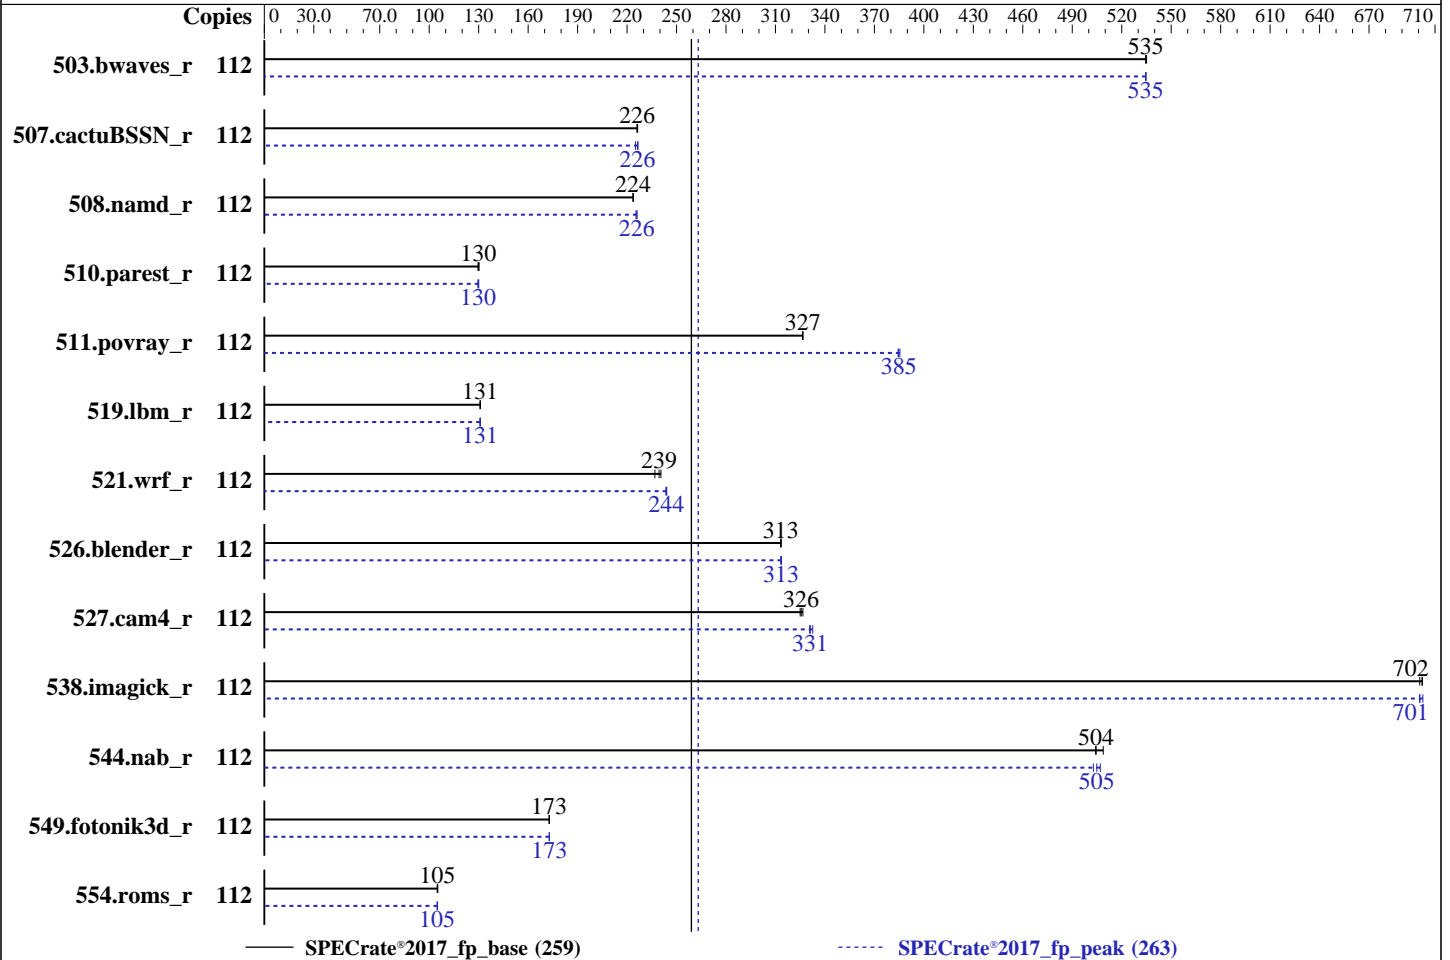 Copies 0 30.0 70.0 100 130 160 190 220 250 280 310 340 370 400 430 460 490 520 550 580 610 640 670 710
503.bwaves_r 112 535
535
507.cactuBSSN_r 112 226
226
508.namd_r 112 224
226
510.parest_r 112 130
130
511.povray_r 112 327
385
519.lbm_r 112 131
131
521.wrf_r 112 239
244
526.blender_r 112 313
313
527.cam4_r 112 326
331
538.imagick_r 112 702
701
544.nab_r 112 504
505
549.fotonik3d_r 112 173
173
554.roms_r 112 105
105
SPECrate®2017_fp_base (259) SPECrate®2017_fp_peak (263)